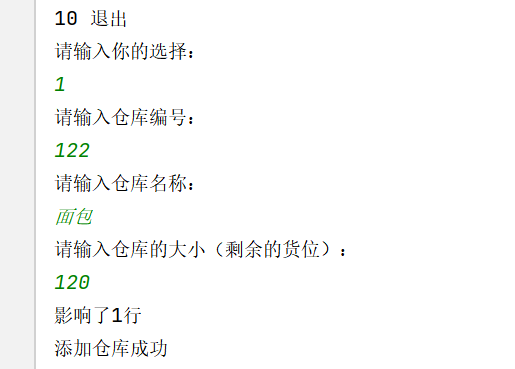 10 退出
请输入你的选择：
1
请输入仓库编号：
122
请输入仓库名称：
面包
请输入仓库的大小（剩余的货位）：
120
影响了1行
添加仓库成功